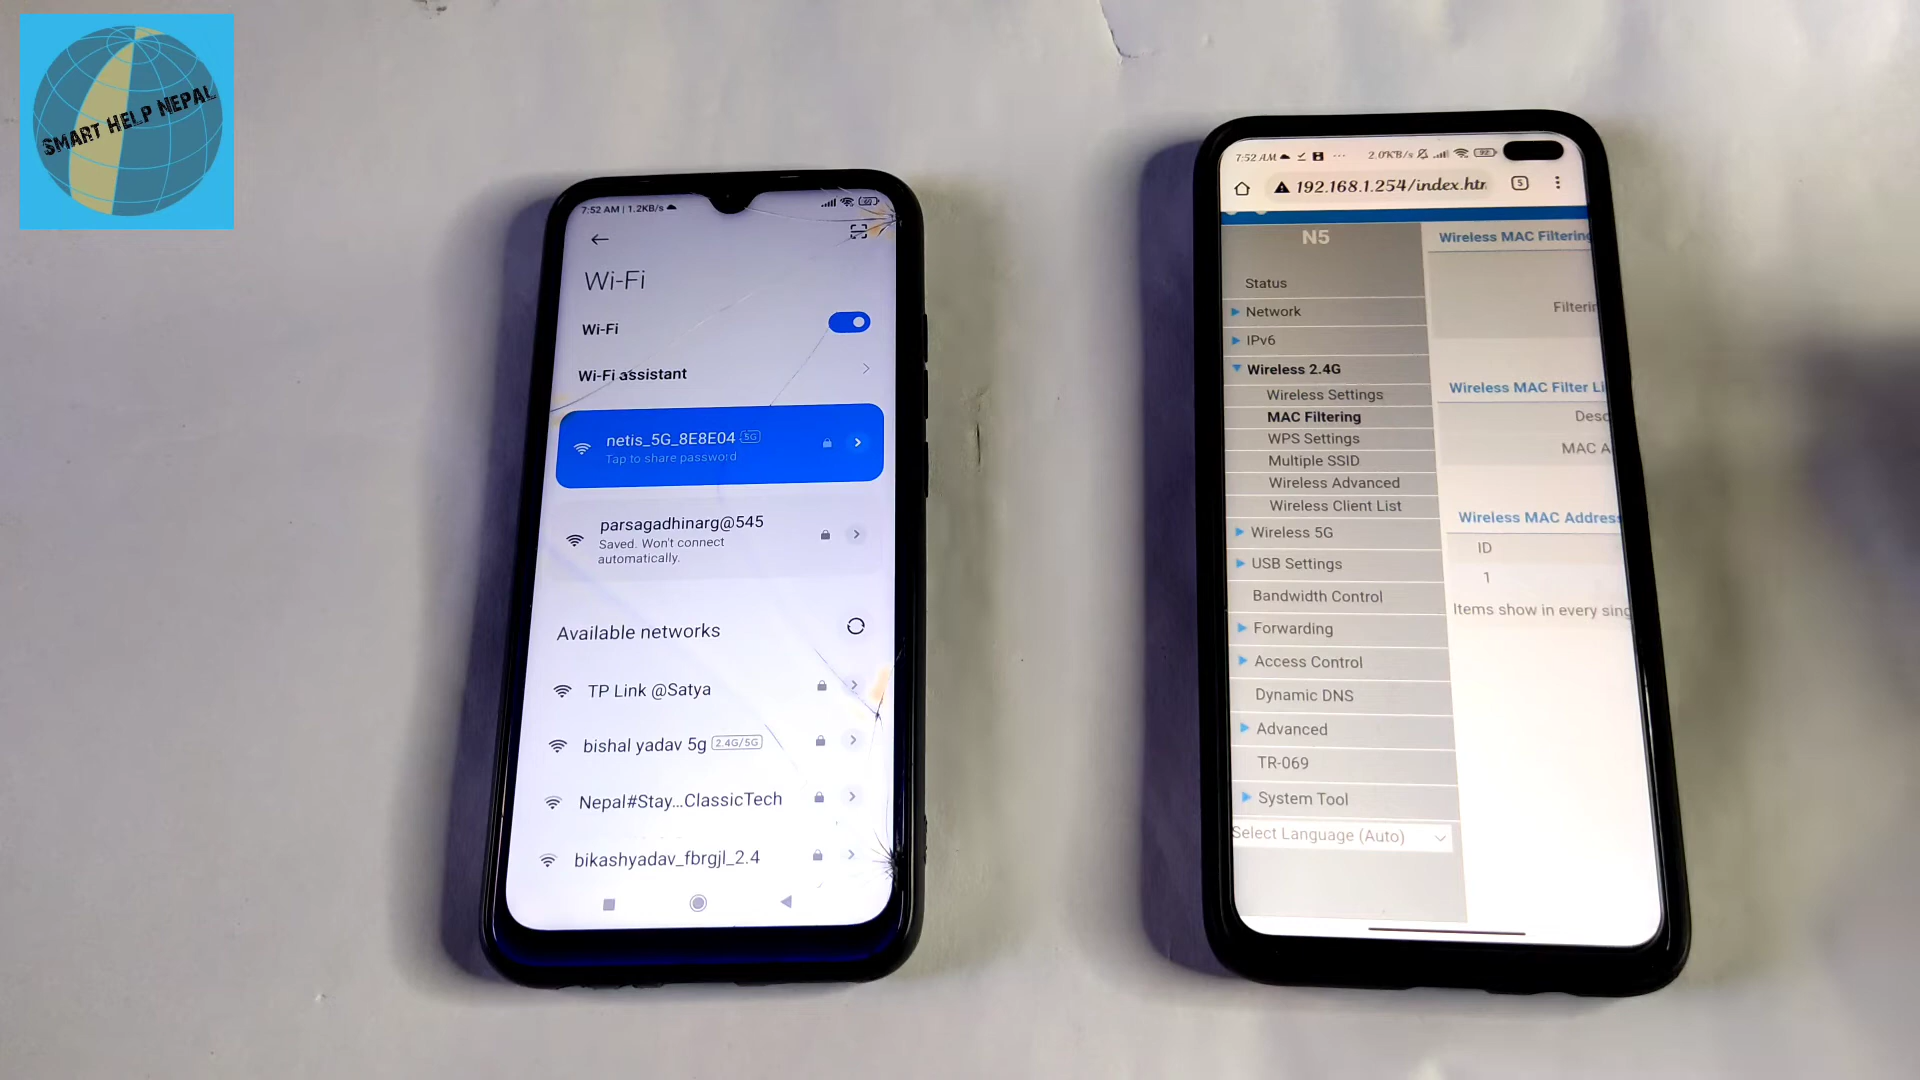 SMART HELP NEPAL
7:52 AM | 1.2KB/s
Wi-Fi
Wi-Fi
Wi-Fi assistant
netis_5G_8E8E04 5G
Tap to share password
parsagadhinarg@545
Saved. Won't connect
automatically.
Available networks
TP Link @Satya
bishal yadav 5g 2.4G/5G
Nepal#Stay...ClassicTech
bikashyadav_fbrgjl_2.4
7:52 AM ... 2.0KB/s 92
192.168.1.254/index.htr
5
N5
Status
Network
IPv6
Wireless 2.4G
Wireless Settings
MAC Filtering
WPS Settings
Multiple SSID
Wireless Advanced
Wireless Client List
Wireless 5G
USB Settings
Bandwidth Control
Forwarding
Access Control
Dynamic DNS
Advanced
TR-069
System Tool
Select Language (Auto)
Wireless MAC Filtering
Filterin
Wireless MAC Filter Li
Desc
MAC A
Wireless MAC Address
ID
1
Items show in every sing